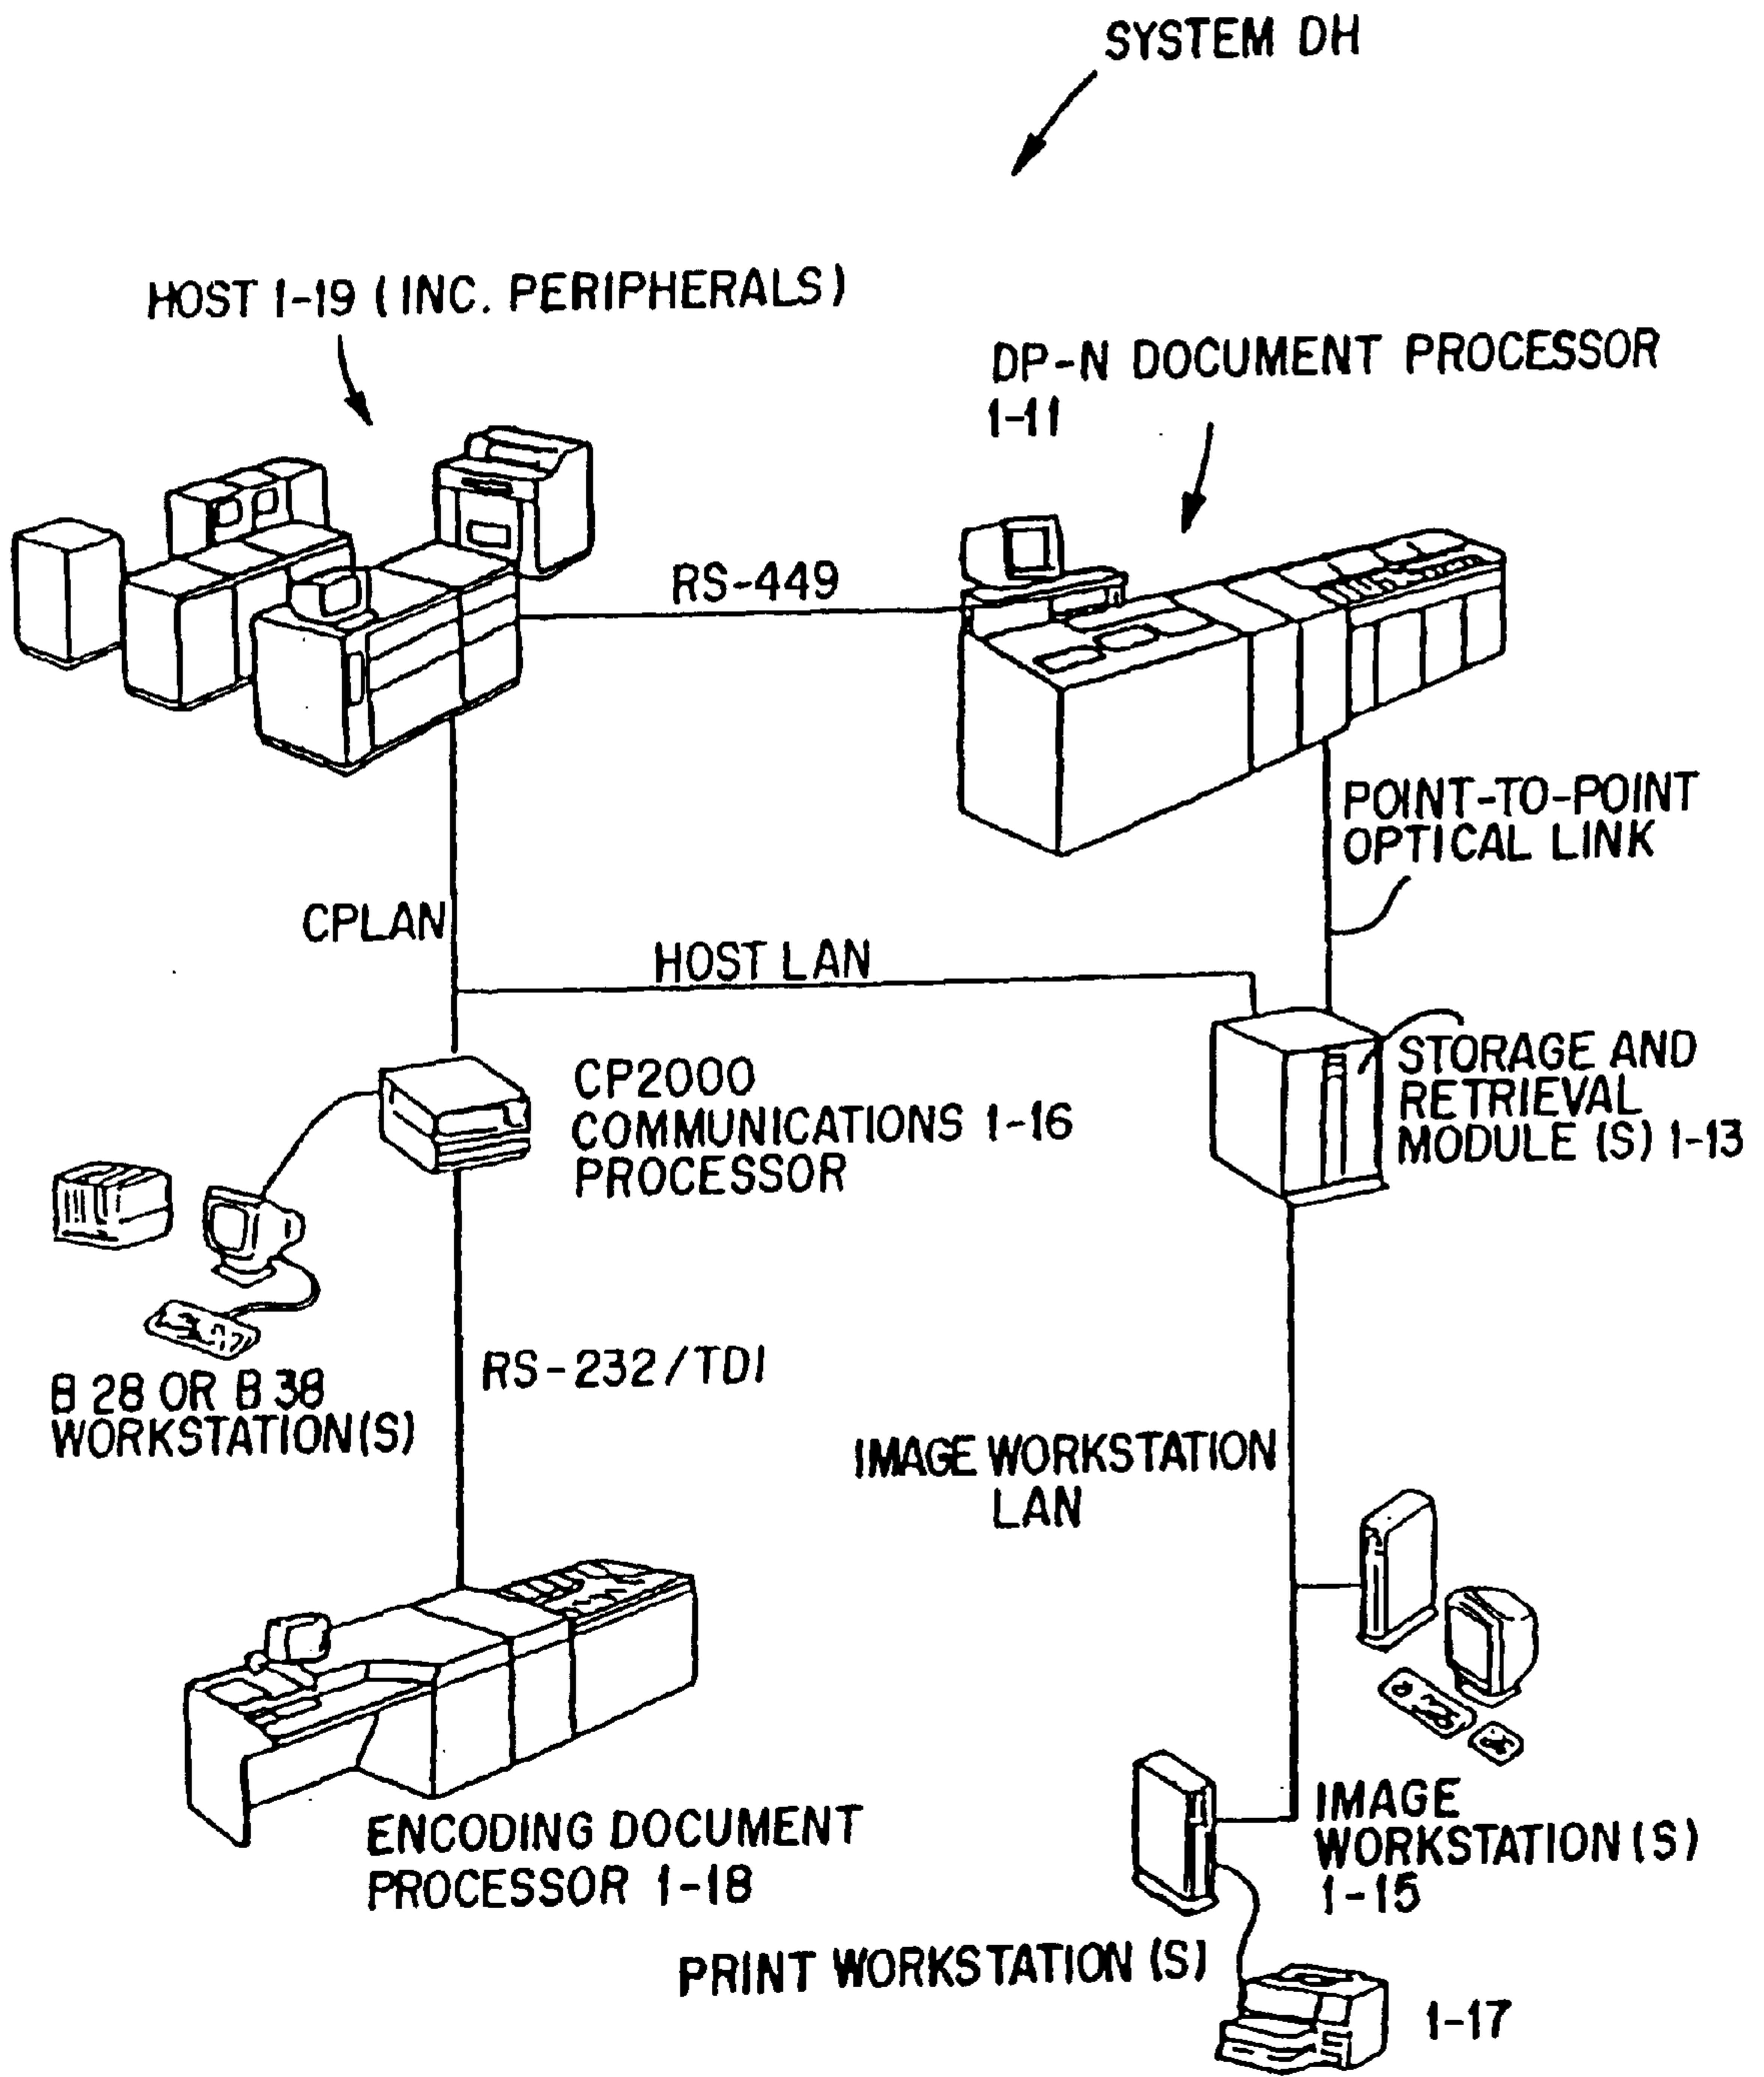 SYSTEM DH
HOST 1-19 (INC. PERIPHERALS)
DP-N DOCUMENT PROCESSOR
1-11
RS-449
POINT-TO-POINT
OPTICAL LINK
CPLAN
HOST LAN
STORAGE AND
RETRIEVAL
MODULE (S) 1-13
CP2000
COMMUNICATIONS 1-16
PROCESSOR
B 28 OR B 38
WORKSTATION(S)
RS-232/TDI
IMAGE WORKSTATION
LAN
ENCODING DOCUMENT
PROCESSOR 1-18
IMAGE
WORKSTATION(S)
1-15
PRINT WORKSTATION (S)
1-17